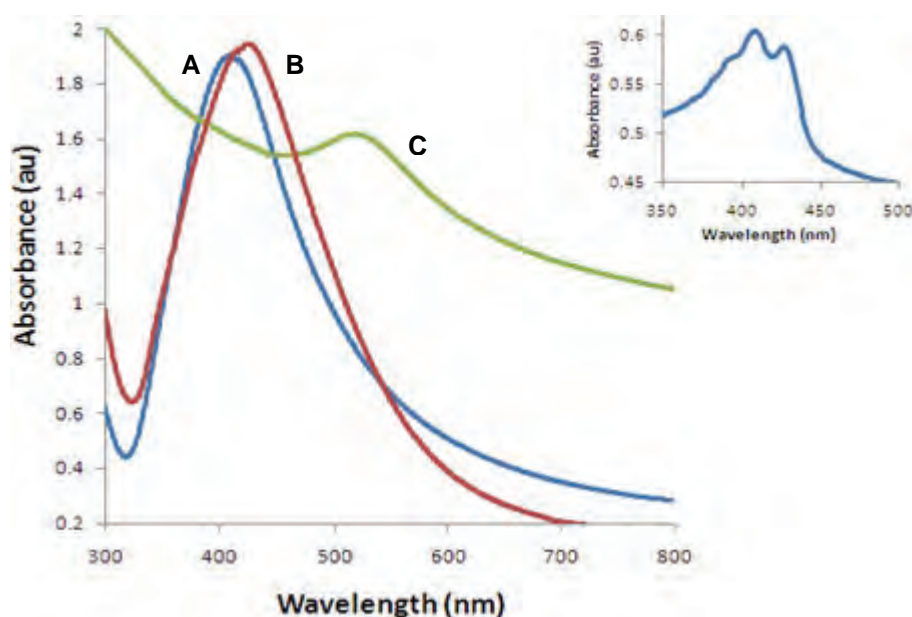 2
1.8
1.6
1.4
1.2
1
0.8
0.6
0.4
0.2
300 400 500 600 700 800
Absorbance (au)
Wavelength (nm)
A
B
C
0.6
0.55
0.5
0.45
350 400 450 500
Absorbance (au)
Wavelength (nm)